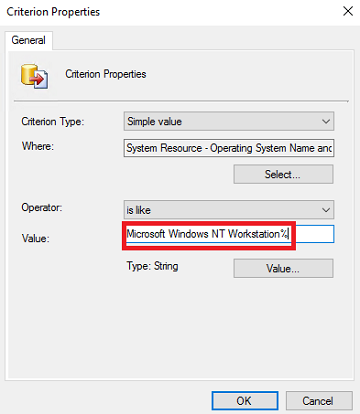 Criterion Properties
General
Criterion Properties
Criterion Type: Simple value
Where: System Resource - Operating System Name and
Select...
Operator: is like
Value: Microsoft Windows NT Workstation%
Type: String Value...
OK Cancel